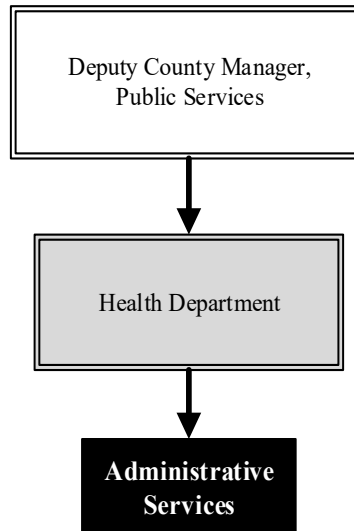 Deputy County Manager,
Public Services
Health Department
Administrative
Services